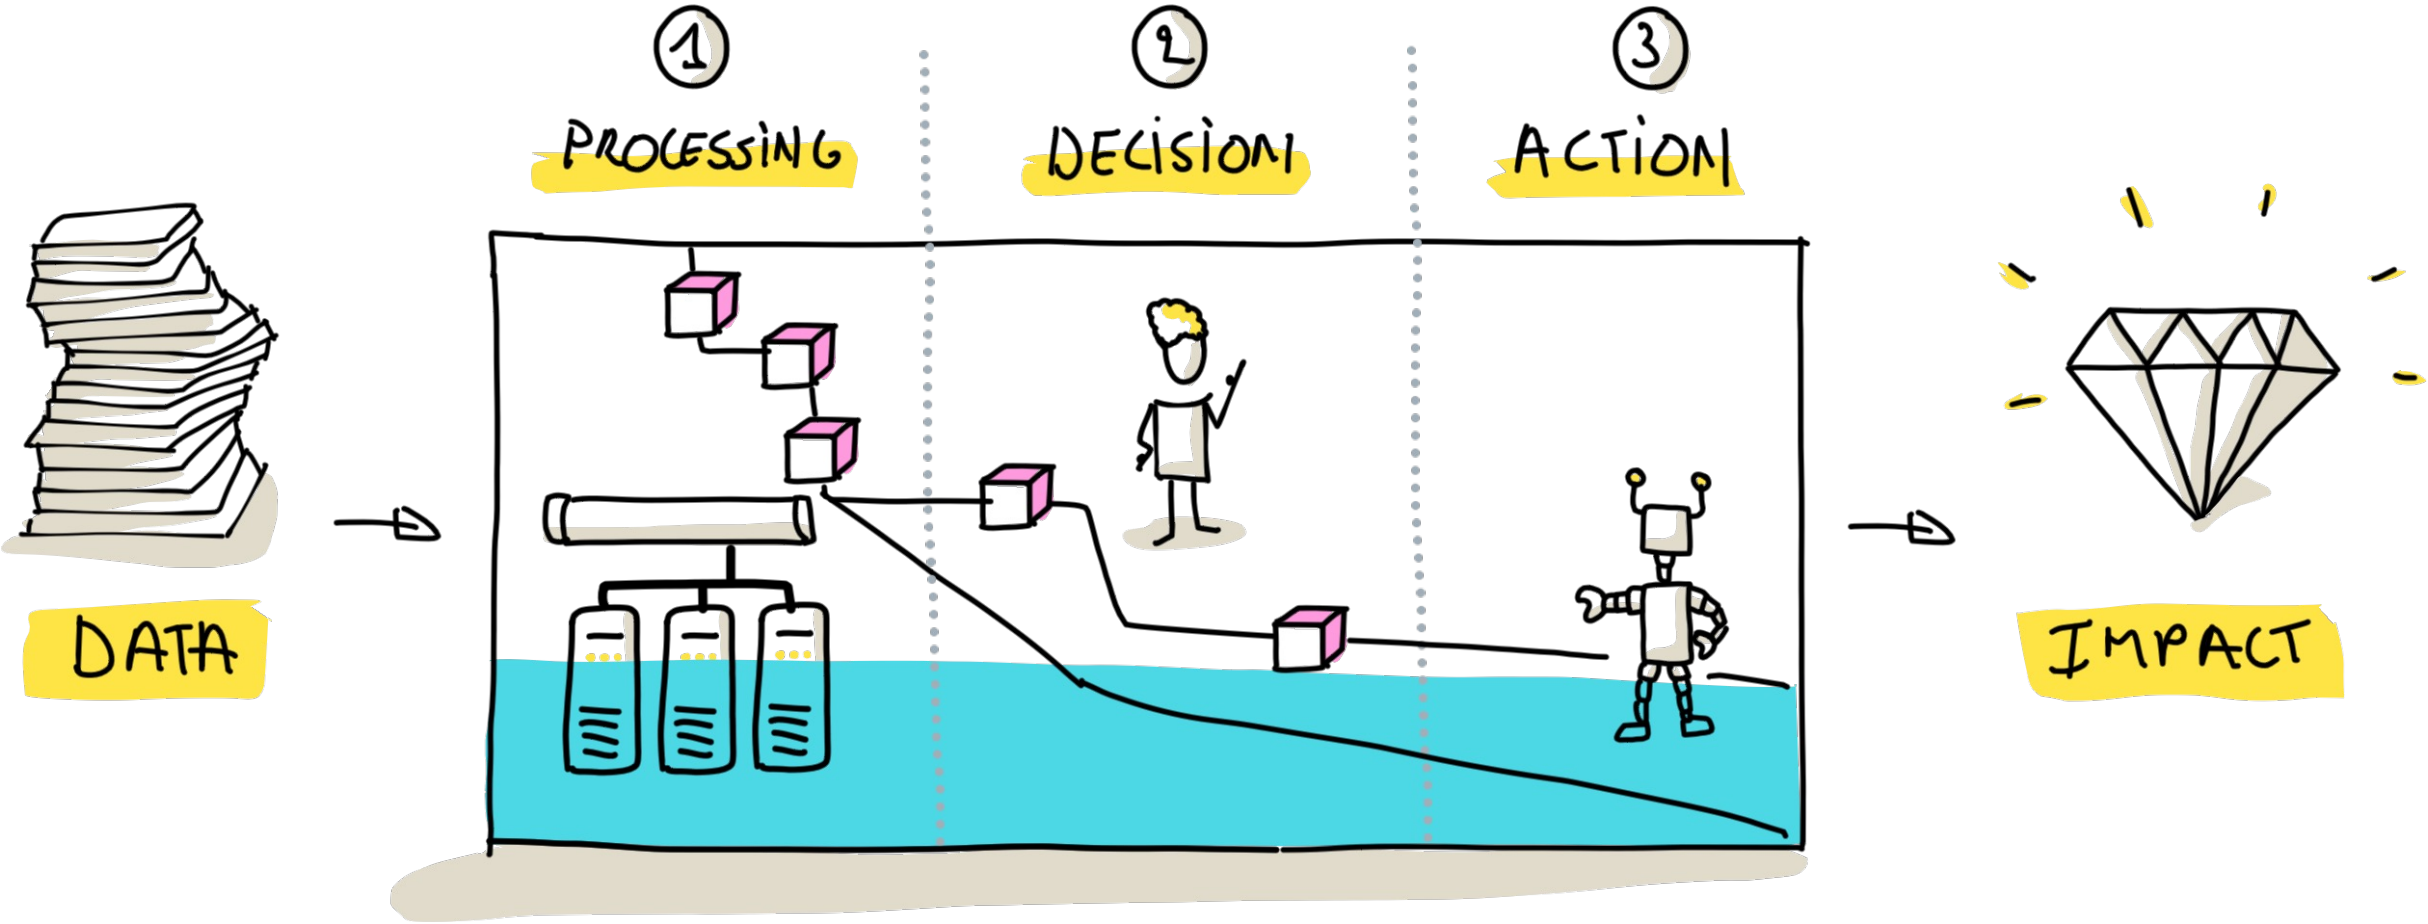 1
2
3
PROCESSING
DECISION
ACTION
DATA
IMPACT